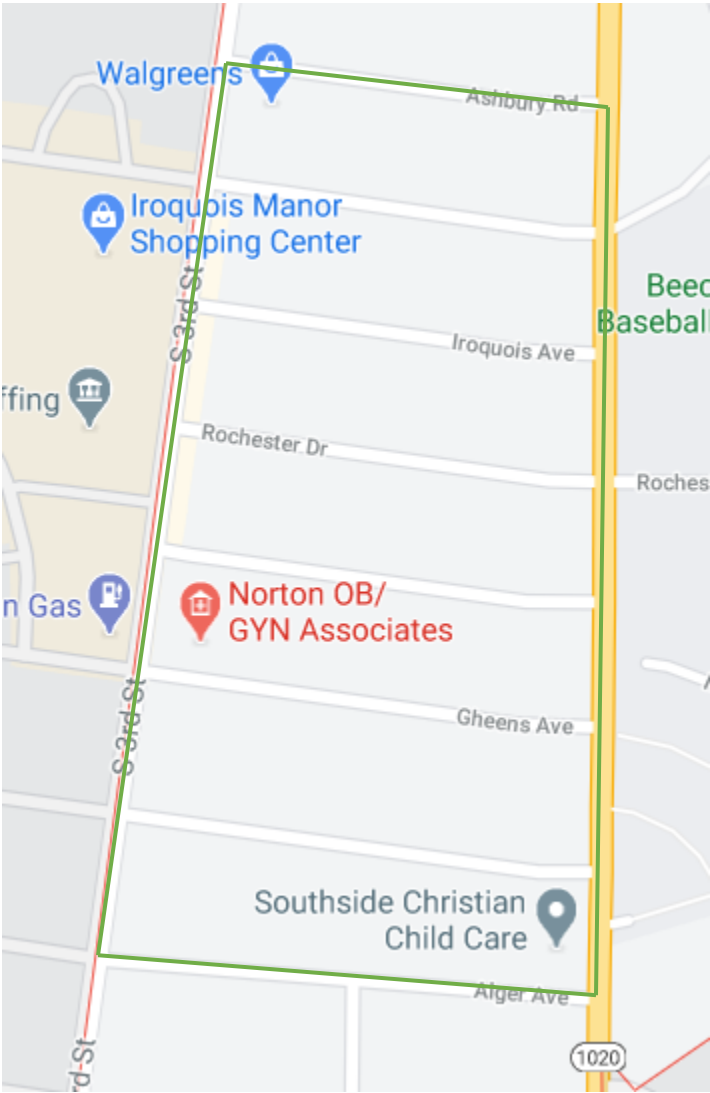 Walgreens
Ashbury Rd
Iroquois Manor
Shopping Center
Beec
Baseball
S 3rd St
Iroquois Ave
ffing
Rochester Dr
Roches
n Gas
Norton OB/
GYN Associates
S 3rd St
Gheens Ave
Southside Christian
Child Care
Alger Ave
rd St
1020